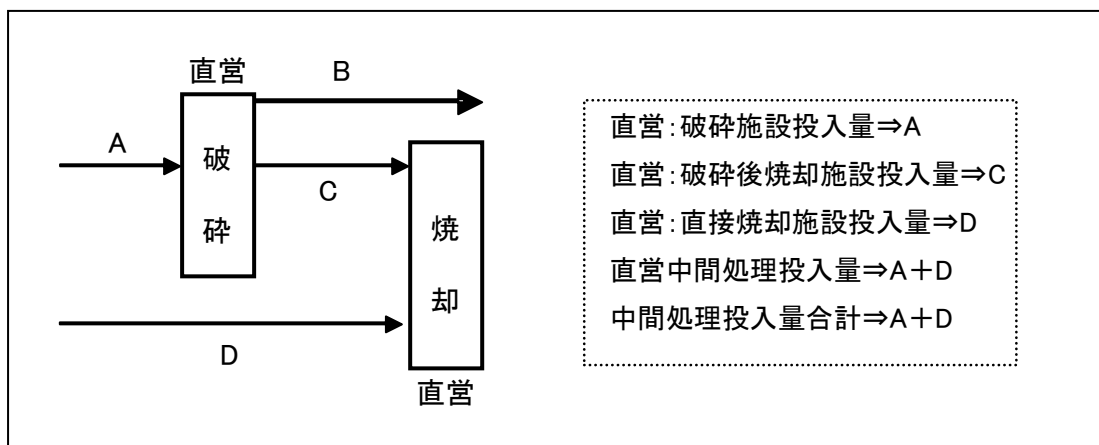 直営
B
A
破
砕
C
焼
却
D
直営
直営:破砕施設投入量⇒A
直営:破砕後焼却施設投入量⇒C
直営:直接焼却施設投入量⇒D
直営中間処理投入量⇒A+D
中間処理投入量合計⇒A+D